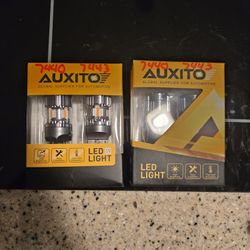 7440 7443
AUXITO
GLOBAL SUPPLIER FOR AUTOMOTIVE
LED
LIGHT
7440 7443
AUXITO
GLOBAL SUPPLIER FOR AUTOMOTIVE
LED
LIGHT